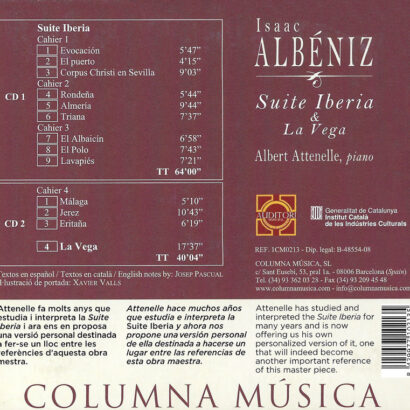 Suite Iberia
Cahier 1
1 Evocación 5'47"
2 El puerto 4'15"
3 Corpus Christi en Sevilla 9'03"
Cahier 2
CD 1
4 Rondeña 5'44"
5 Almería 9'44"
6 Triana 7'37"
Cahier 3
7 El Albaicín 6'58"
8 El Polo 7'43"
9 Lavapiés 7'21"
TT 64'00"
Cahier 4
1 Málaga 5'10"
2 Jerez 10'43"
CD 2
3 Eritaña 6'19"
4 La Vega 17'37"
TT 40'04"
Textos en español / Textos en català / English notes by: JOSEP PASCUAL
Il·lustració de portada: XAVIER VALLS
Isaac
ALBÉNIZ
Suite Iberia
&
La Vega
Albert Attenelle, piano
AUDITOR
Generalitat de Catalunya
Institut Català
de les Indústries Culturals
REF. 1CM0213 - Dip. legal: B-48554-08
COLUMNA MÚSICA, SL
c/ Sant Eusebi, 53, pral 1a. - 08006 Barcelona (Spain)
Tel. (34) 93 362 03 28 - Fax. (34) 93 209 45 48
www.columnamusica.com - info@columnamusica.com
Attenelle fa molts anys que
estudia i interpreta la Suite
Iberia i ara ens en proposa
una versió personal destinada
a fer-se un lloc entre les
referències d'aquesta obra
mestra.
Attenelle hace muchos años
que estudia e interpreta la
Suite Iberia y ahora nos
propone una versión personal
de ella destinada a hacerse un
lugar entre las referencias de
esta obra maestra.
Attenelle has studied and
interpreted the Suite Iberia for
many years and is now
offering us his own
personalized version of it, one
that will indeed become
another important reference
of this master piece.
COLUMNA MÚSICA